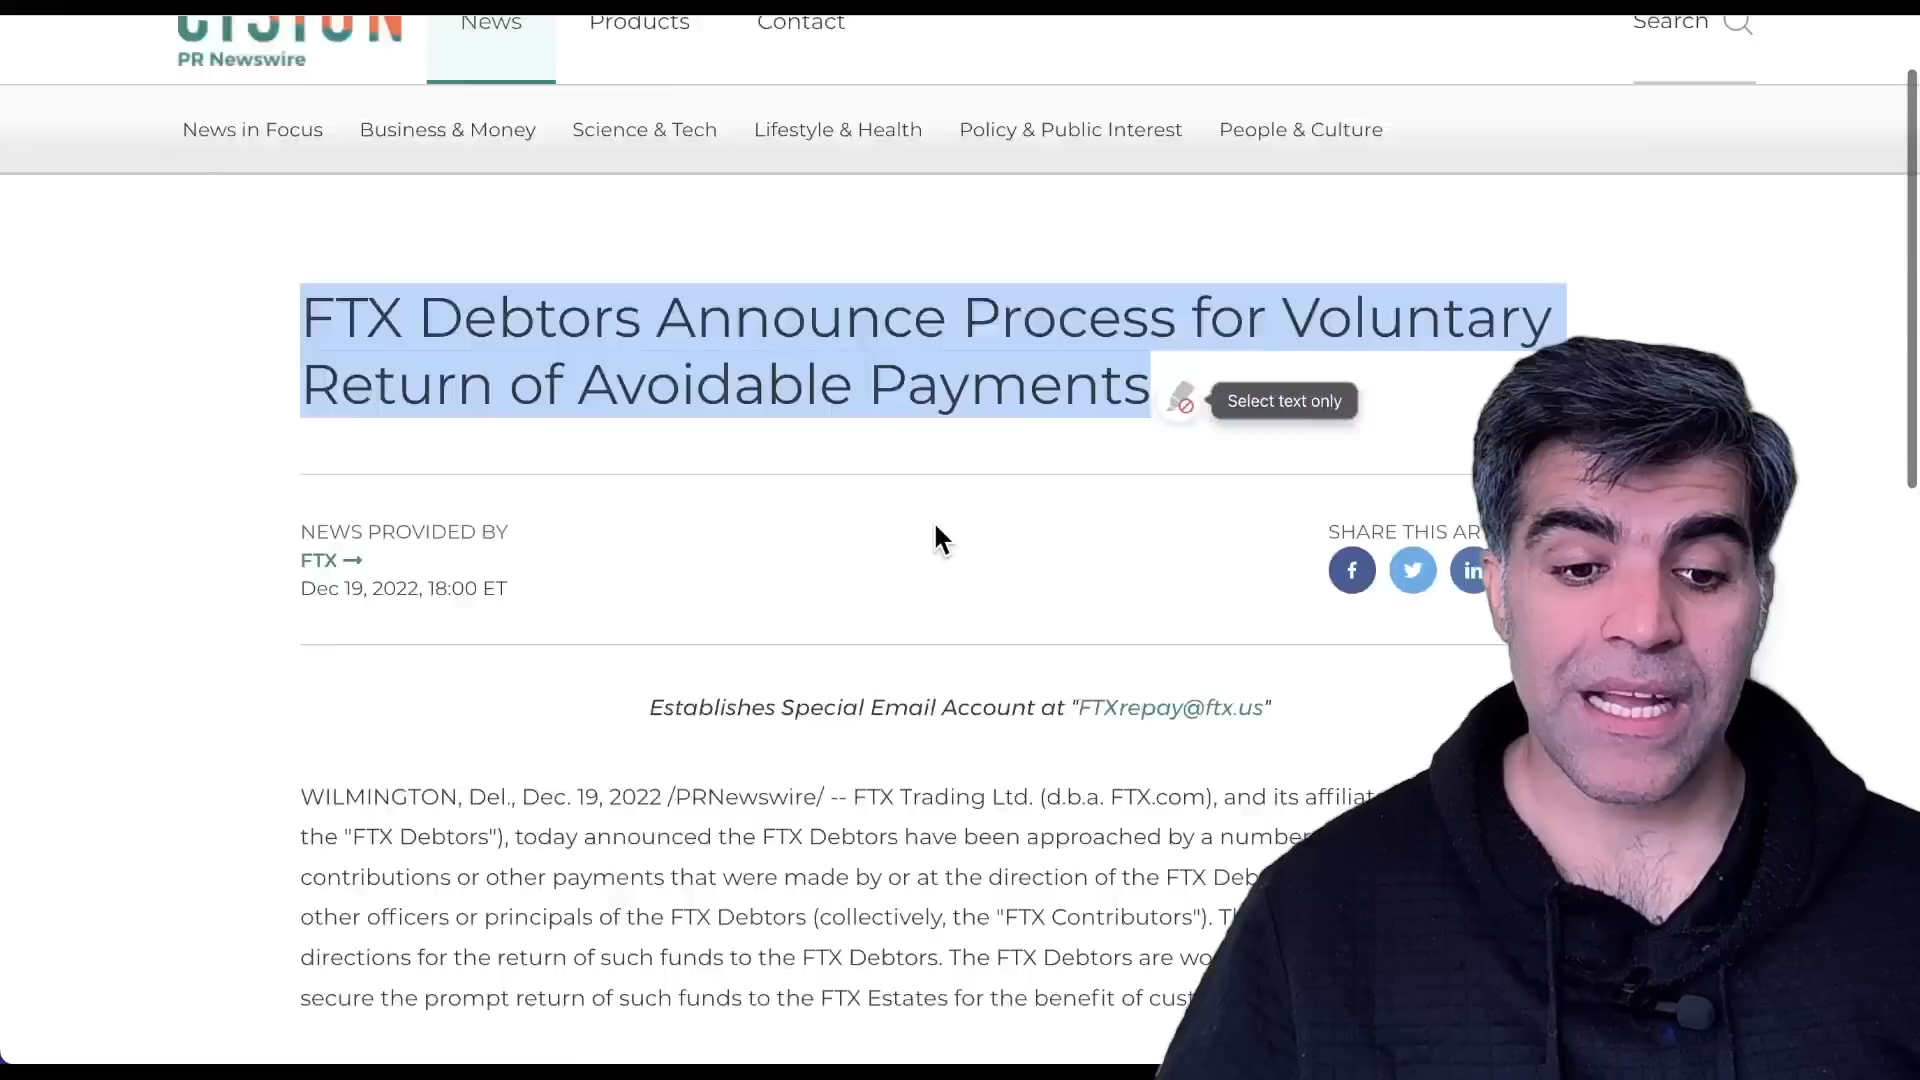 CISION
News Products Contact Search
PR Newswire
News in Focus Business & Money Science & Tech Lifestyle & Health Policy & Public Interest People & Culture
FTX Debtors Announce Process for Voluntary
Return of Avoidable Payments
Select text only
NEWS PROVIDED BY
FTX →
Dec 19, 2022, 18:00 ET
SHARE THIS AR
f
in
Establishes Special Email Account at "FTXrepay@ftx.us"
WILMINGTON, Del., Dec. 19, 2022 /PRNewswire/ -- FTX Trading Ltd. (d.b.a. FTX.com), and its affiliat
the "FTX Debtors"), today announced the FTX Debtors have been approached by a number
contributions or other payments that were made by or at the direction of the FTX Deb
other officers or principals of the FTX Debtors (collectively, the "FTX Contributors"). T
directions for the return of such funds to the FTX Debtors. The FTX Debtors are wo
secure the prompt return of such funds to the FTX Estates for the benefit of cust